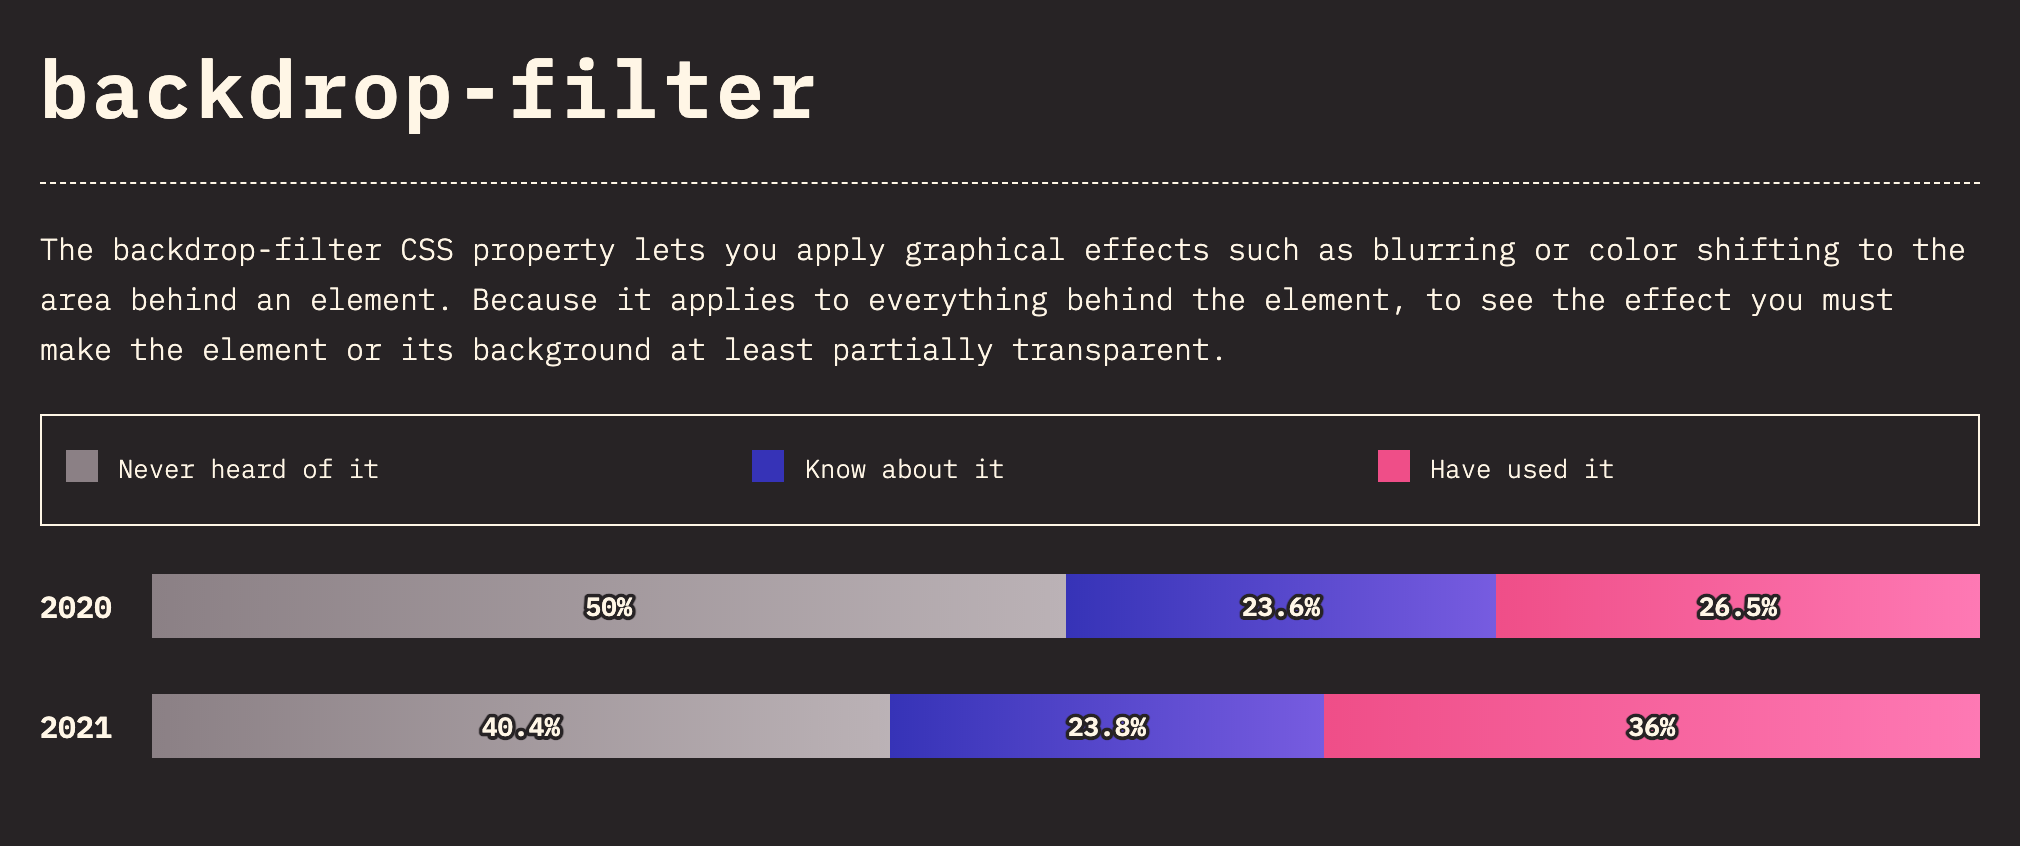 backdrop-filter
The backdrop-filter CSS property lets you apply graphical effects such as blurring or color shifting to the
area behind an element. Because it applies to everything behind the element, to see the effect you must
make the element or its background at least partially transparent.
Never heard of it Know about it Have used it
2020 50% 23.6% 26.5%
2021 40.4% 23.8% 36%